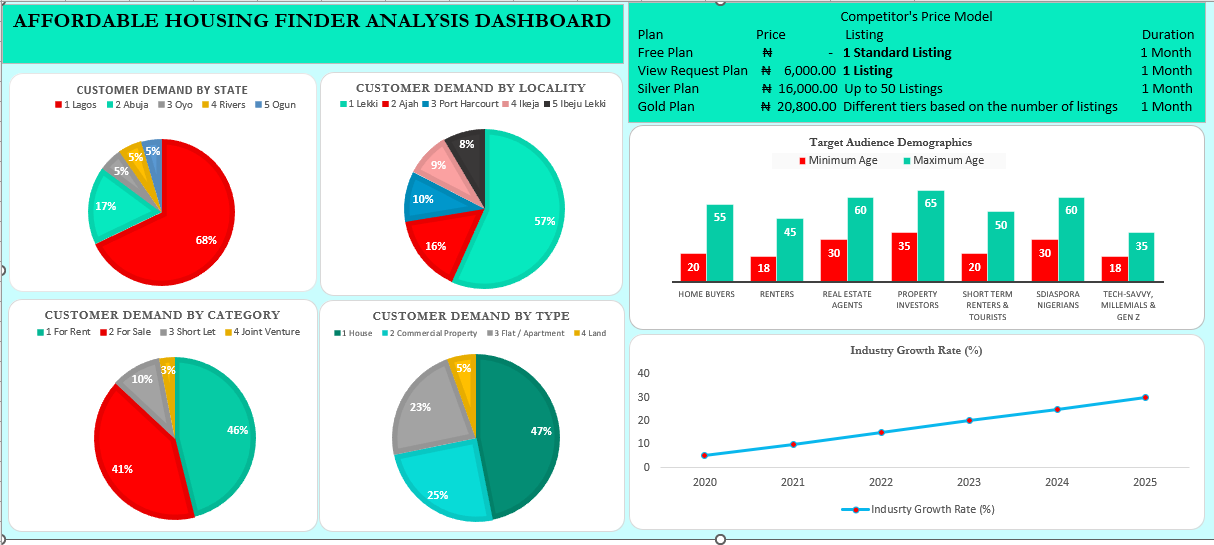 AFFORDABLE HOUSING FINDER ANALYSIS DASHBOARD
Competitor's Price Model
Plan Price Listing Duration
Free Plan ₦ - 1 Standard Listing 1 Month
View Request Plan ₦ 6,000.00 1 Listing 1 Month
Silver Plan ₦ 16,000.00 Up to 50 Listings 1 Month
Gold Plan ₦ 20,800.00 Different tiers based on the number of listings 1 Month
CUSTOMER DEMAND BY STATE
1 Lagos 2 Abuja 3 Oyo 4 Rivers 5 Ogun
5%
5%
5%
17%
68%
CUSTOMER DEMAND BY LOCALITY
1 Lekki 2 Ajah 3 Port Harcourt 4 Ikeja 5 Ibeju Lekki
8%
9%
10%
16%
57%
Target Audience Demographics
Minimum Age Maximum Age
20 55 18 45 30 60 35 65 20 50 30 60 18 35
HOME BUYERS
RENTERS
REAL ESTATE
AGENTS
PROPERTY
INVESTORS
SHORT TERM
RENTERS &
TOURISTS
SDIASPORA
NIGERIANS
TECH-SAVVY,
MILLEMIALS &
GEN Z
CUSTOMER DEMAND BY CATEGORY
1 For Rent 2 For Sale 3 Short Let 4 Joint Venture
3%
10%
46%
41%
CUSTOMER DEMAND BY TYPE
1 House 2 Commercial Property 3 Flat / Apartment 4 Land
5%
23%
47%
25%
Industry Growth Rate (%)
40
30
20
10
0
2020 2021 2022 2023 2024 2025
Indusrty Growth Rate (%)